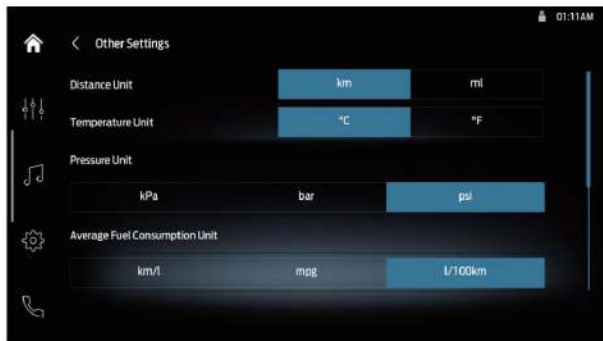 01:11AM
Other Settings
Distance Unit km ml
Temperature Unit °C °F
Pressure Unit
kPa bar psi
Average Fuel Consumption Unit
km/l mpg l/100km